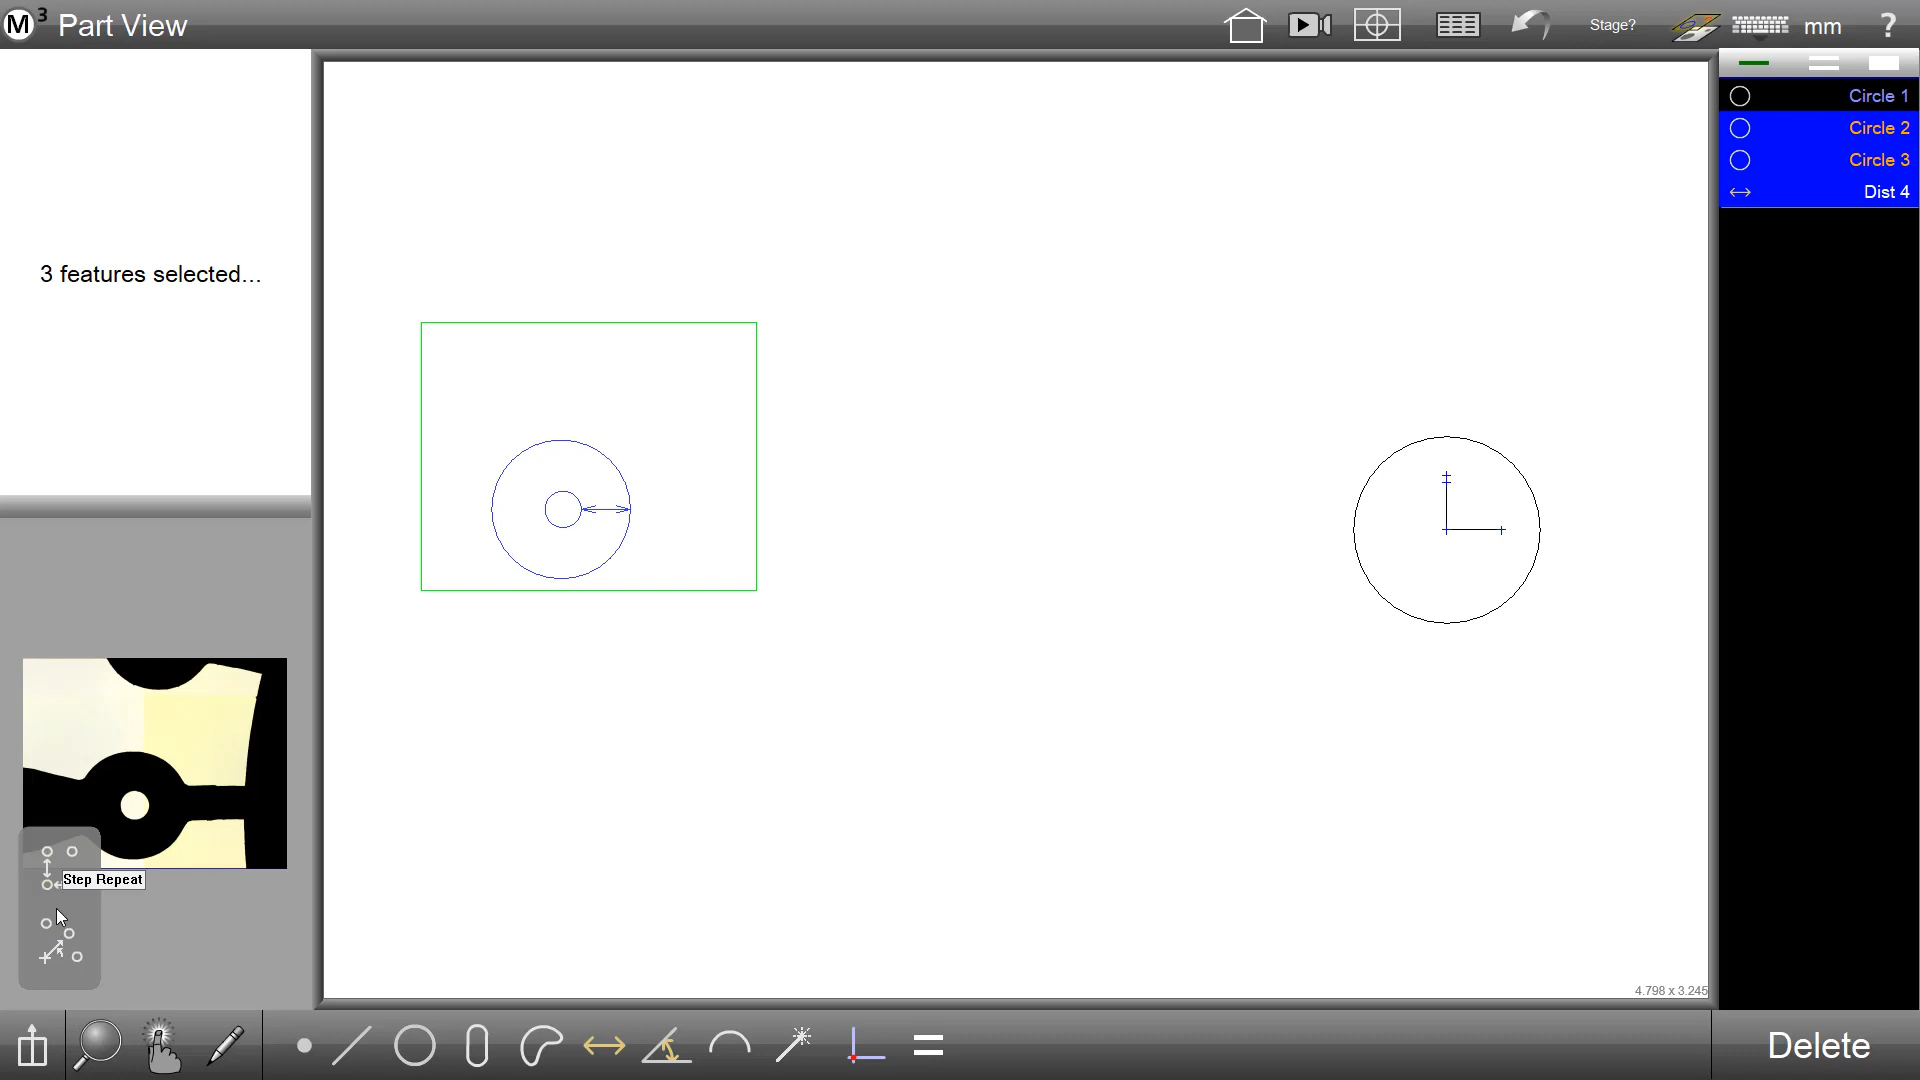 M3 Part View
Stage?
mm
?
Circle 1
Circle 2
Circle 3
Dist 4
3 features selected...
Step Repeat
4.798 x 3.245
Delete